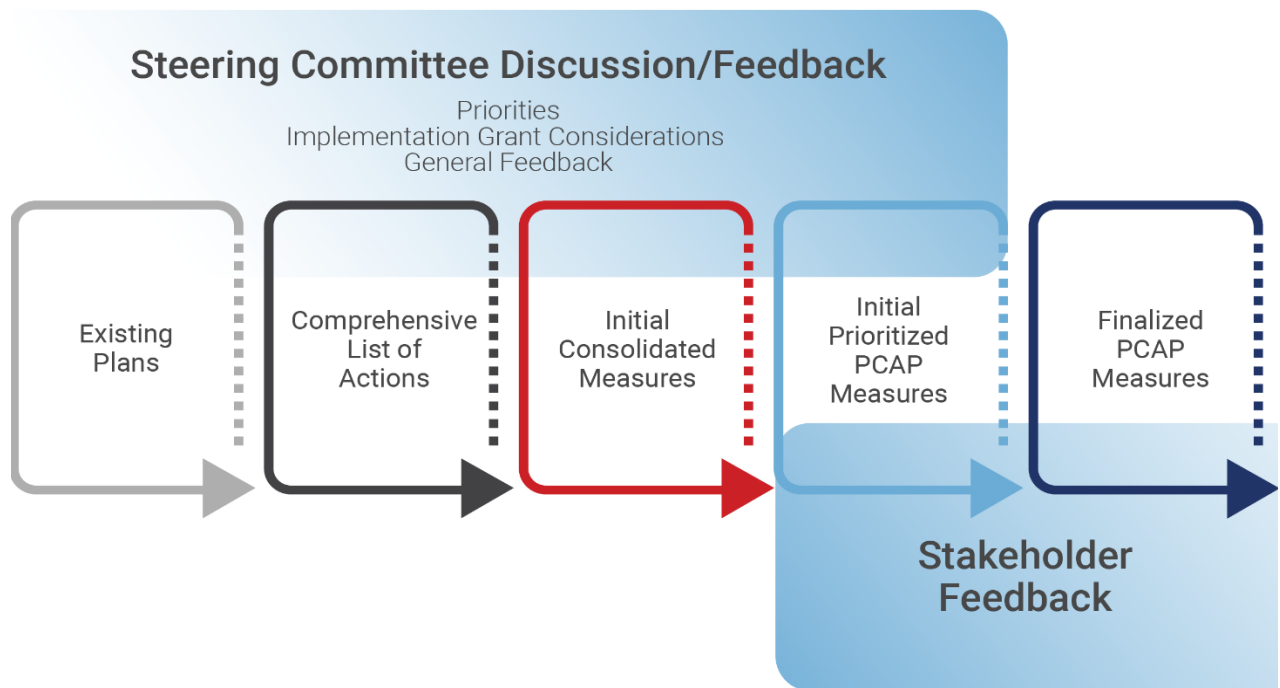 Steering Committee Discussion/Feedback
Priorities
Implementation Grant Considerations
General Feedback
Existing
Plans
Comprehensive
List of
Actions
Initial
Consolidated
Measures
Initial
Prioritized
PCAP
Measures
Finalized
PCAP
Measures
Stakeholder
Feedback